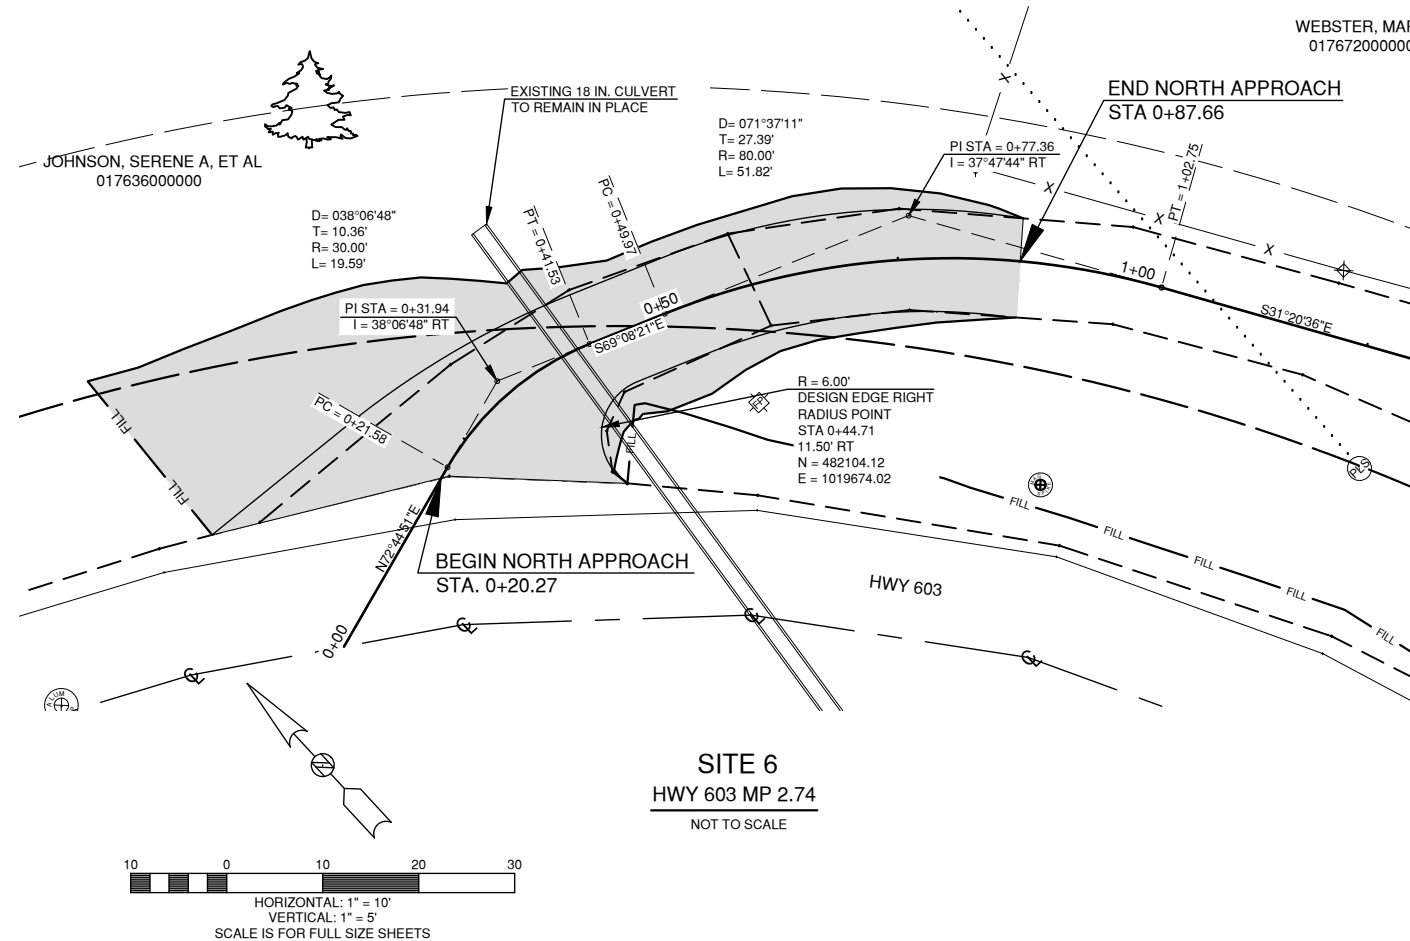 WEBSTER, MAR
017672000000
EXISTING 18 IN. CULVERT
TO REMAIN IN PLACE
END NORTH APPROACH
STA 0+87.66
D= 071°37'11"
T= 27.39'
R= 80.00'
L= 51.82'
PI STA = 0+77.36
I = 37°47'44" RT
X
X
X
X
PT = 1+02.75
JOHNSON, SERENE A, ET AL
017636000000
D= 038°06'48"
T= 10.36'
R= 30.00'
L= 19.59'
PT = 0+41.53
PC = 0+49.97
PI STA = 0+31.94
I = 38°06'48" RT
0+50
S69°08'21"E
1+00
S31°20'36"E
R = 6.00'
DESIGN EDGE RIGHT
RADIUS POINT
STA 0+44.71
11.50' RT
N = 482104.12
E = 1019674.02
PC = 0+21.58
FILL
FILL
FILL
N72°44'51"E
BEGIN NORTH APPROACH
STA. 0+20.27
0+00
FILL
FILL
FILL
FILL
FILL
HWY 603
ALUM
SITE 6
HWY 603 MP 2.74
NOT TO SCALE
10 0 10 20 30
HORIZONTAL: 1" = 10'
VERTICAL: 1" = 5'
SCALE IS FOR FULL SIZE SHEETS